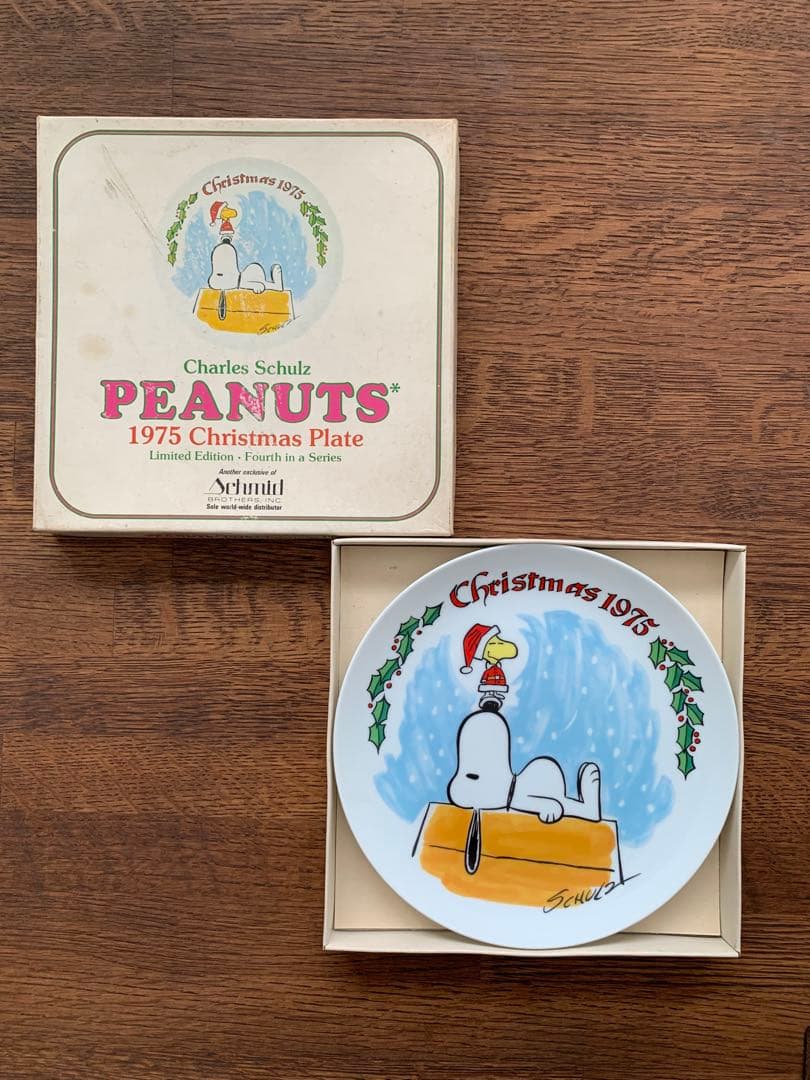 Christmas 1975
Schulz
Charles Schulz
PEANUTS*
1975 Christmas Plate
Limited Edition · Fourth in a Series
Another exclusive of
Schmid
BROTHERS, INC.
Sole world-wide distributor
Christmas 1975
SCHULZ